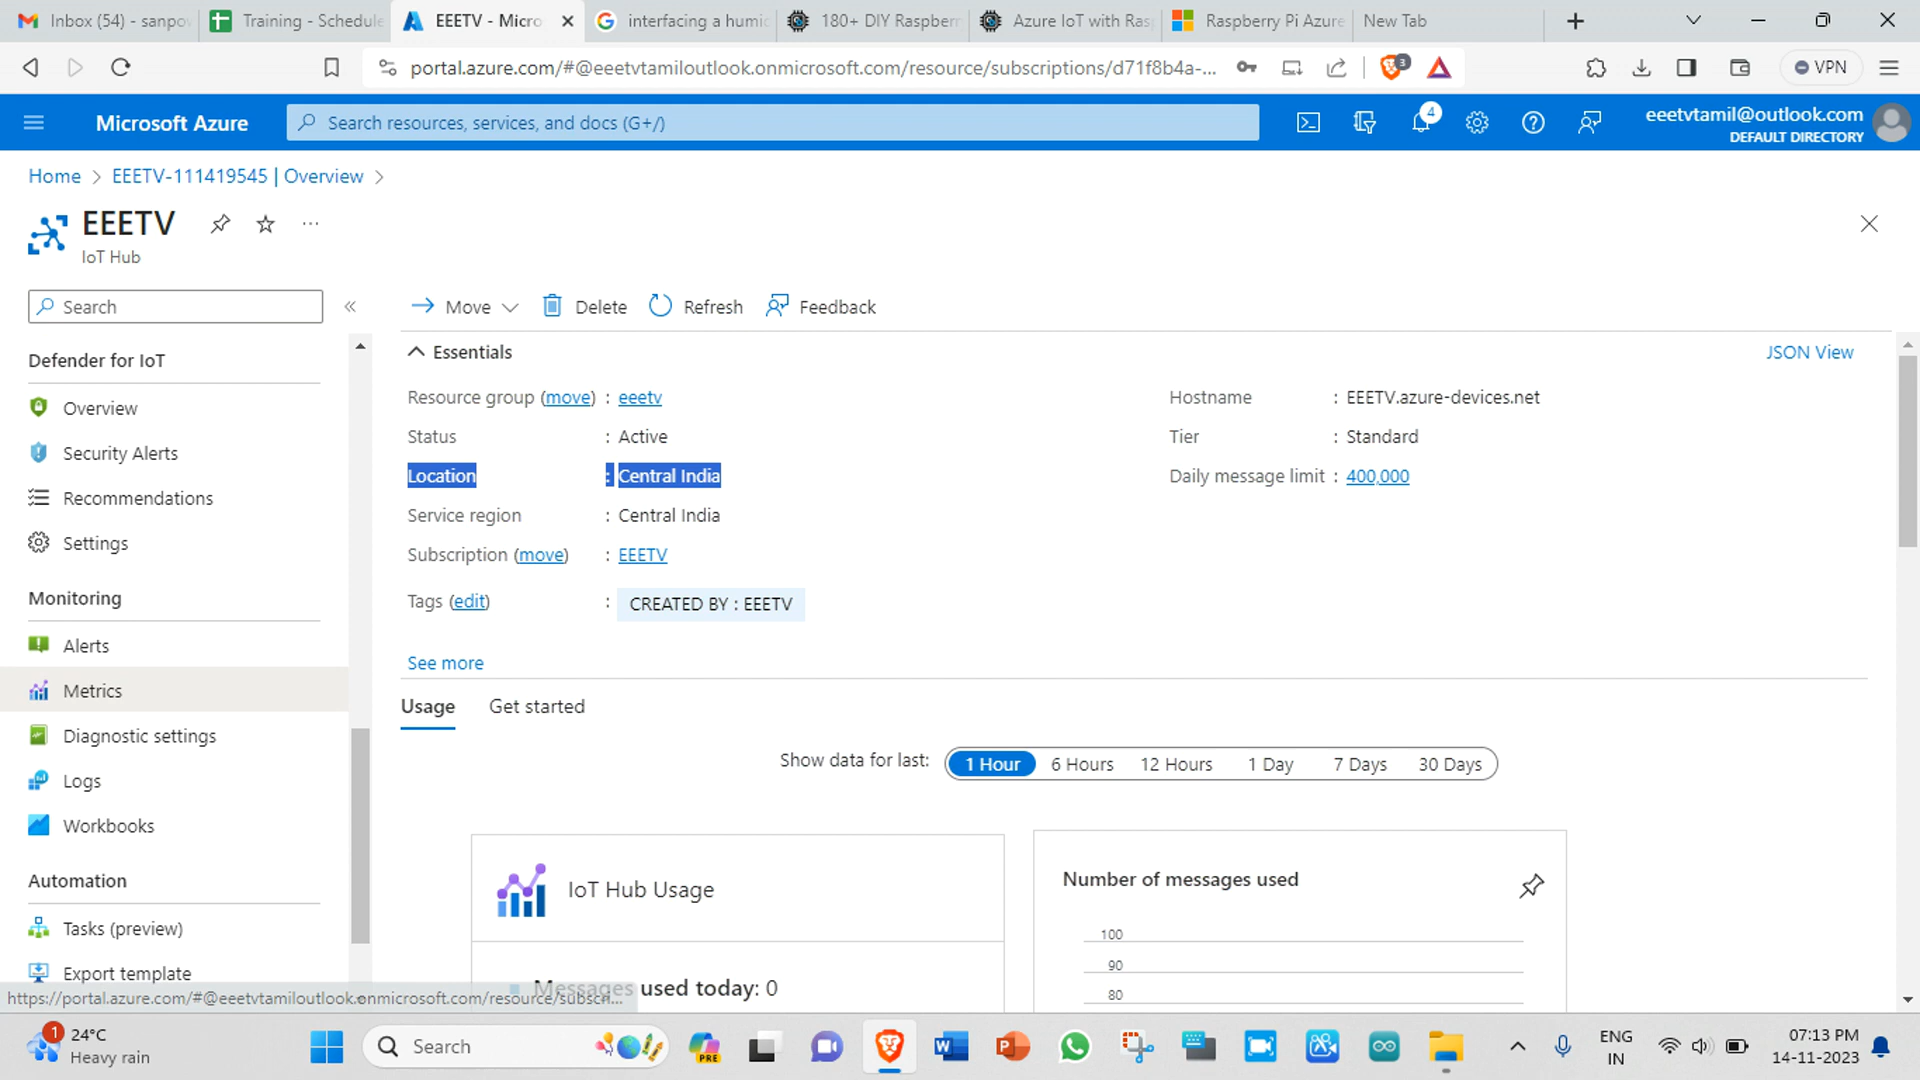 Inbox (54) - sanpov
Training - Schedule
EEETV - Micro
interfacing a humic
180+ DIY Raspberr
Azure IoT with Rasp
Raspberry Pi Azure
New Tab
portal.azure.com/#@eeetvtamiloutlook.onmicrosoft.com/resource/subscriptions/d71f8b4a-...
3
VPN
Microsoft Azure
Search resources, services, and docs (G+/)
4
eeetvtamil@outlook.com
DEFAULT DIRECTORY
Home > EEETV-111419545 | Overview >
EEETV
IoT Hub
Search
Move
Delete
Refresh
Feedback
Defender for IoT
Overview
Security Alerts
Recommendations
Settings
Monitoring
Alerts
Metrics
Diagnostic settings
Logs
Workbooks
Automation
Tasks (preview)
Export template
Essentials
JSON View
Resource group (move) : eeetv
Status : Active
Location : Central India
Service region : Central India
Subscription (move) : EEETV
Tags (edit) : CREATED BY : EEETV
Hostname : EEETV.azure-devices.net
Tier : Standard
Daily message limit : 400,000
See more
Usage
Get started
Show data for last:
1 Hour
6 Hours
12 Hours
1 Day
7 Days
30 Days
IoT Hub Usage
Messages used today: 0
Number of messages used
100
90
80
https://portal.azure.com/#@eeetvtamiloutlook.onmicrosoft.com/resource/subscri...
1
24°C
Heavy rain
Search
PRE
ENG
IN
07:13 PM
14-11-2023